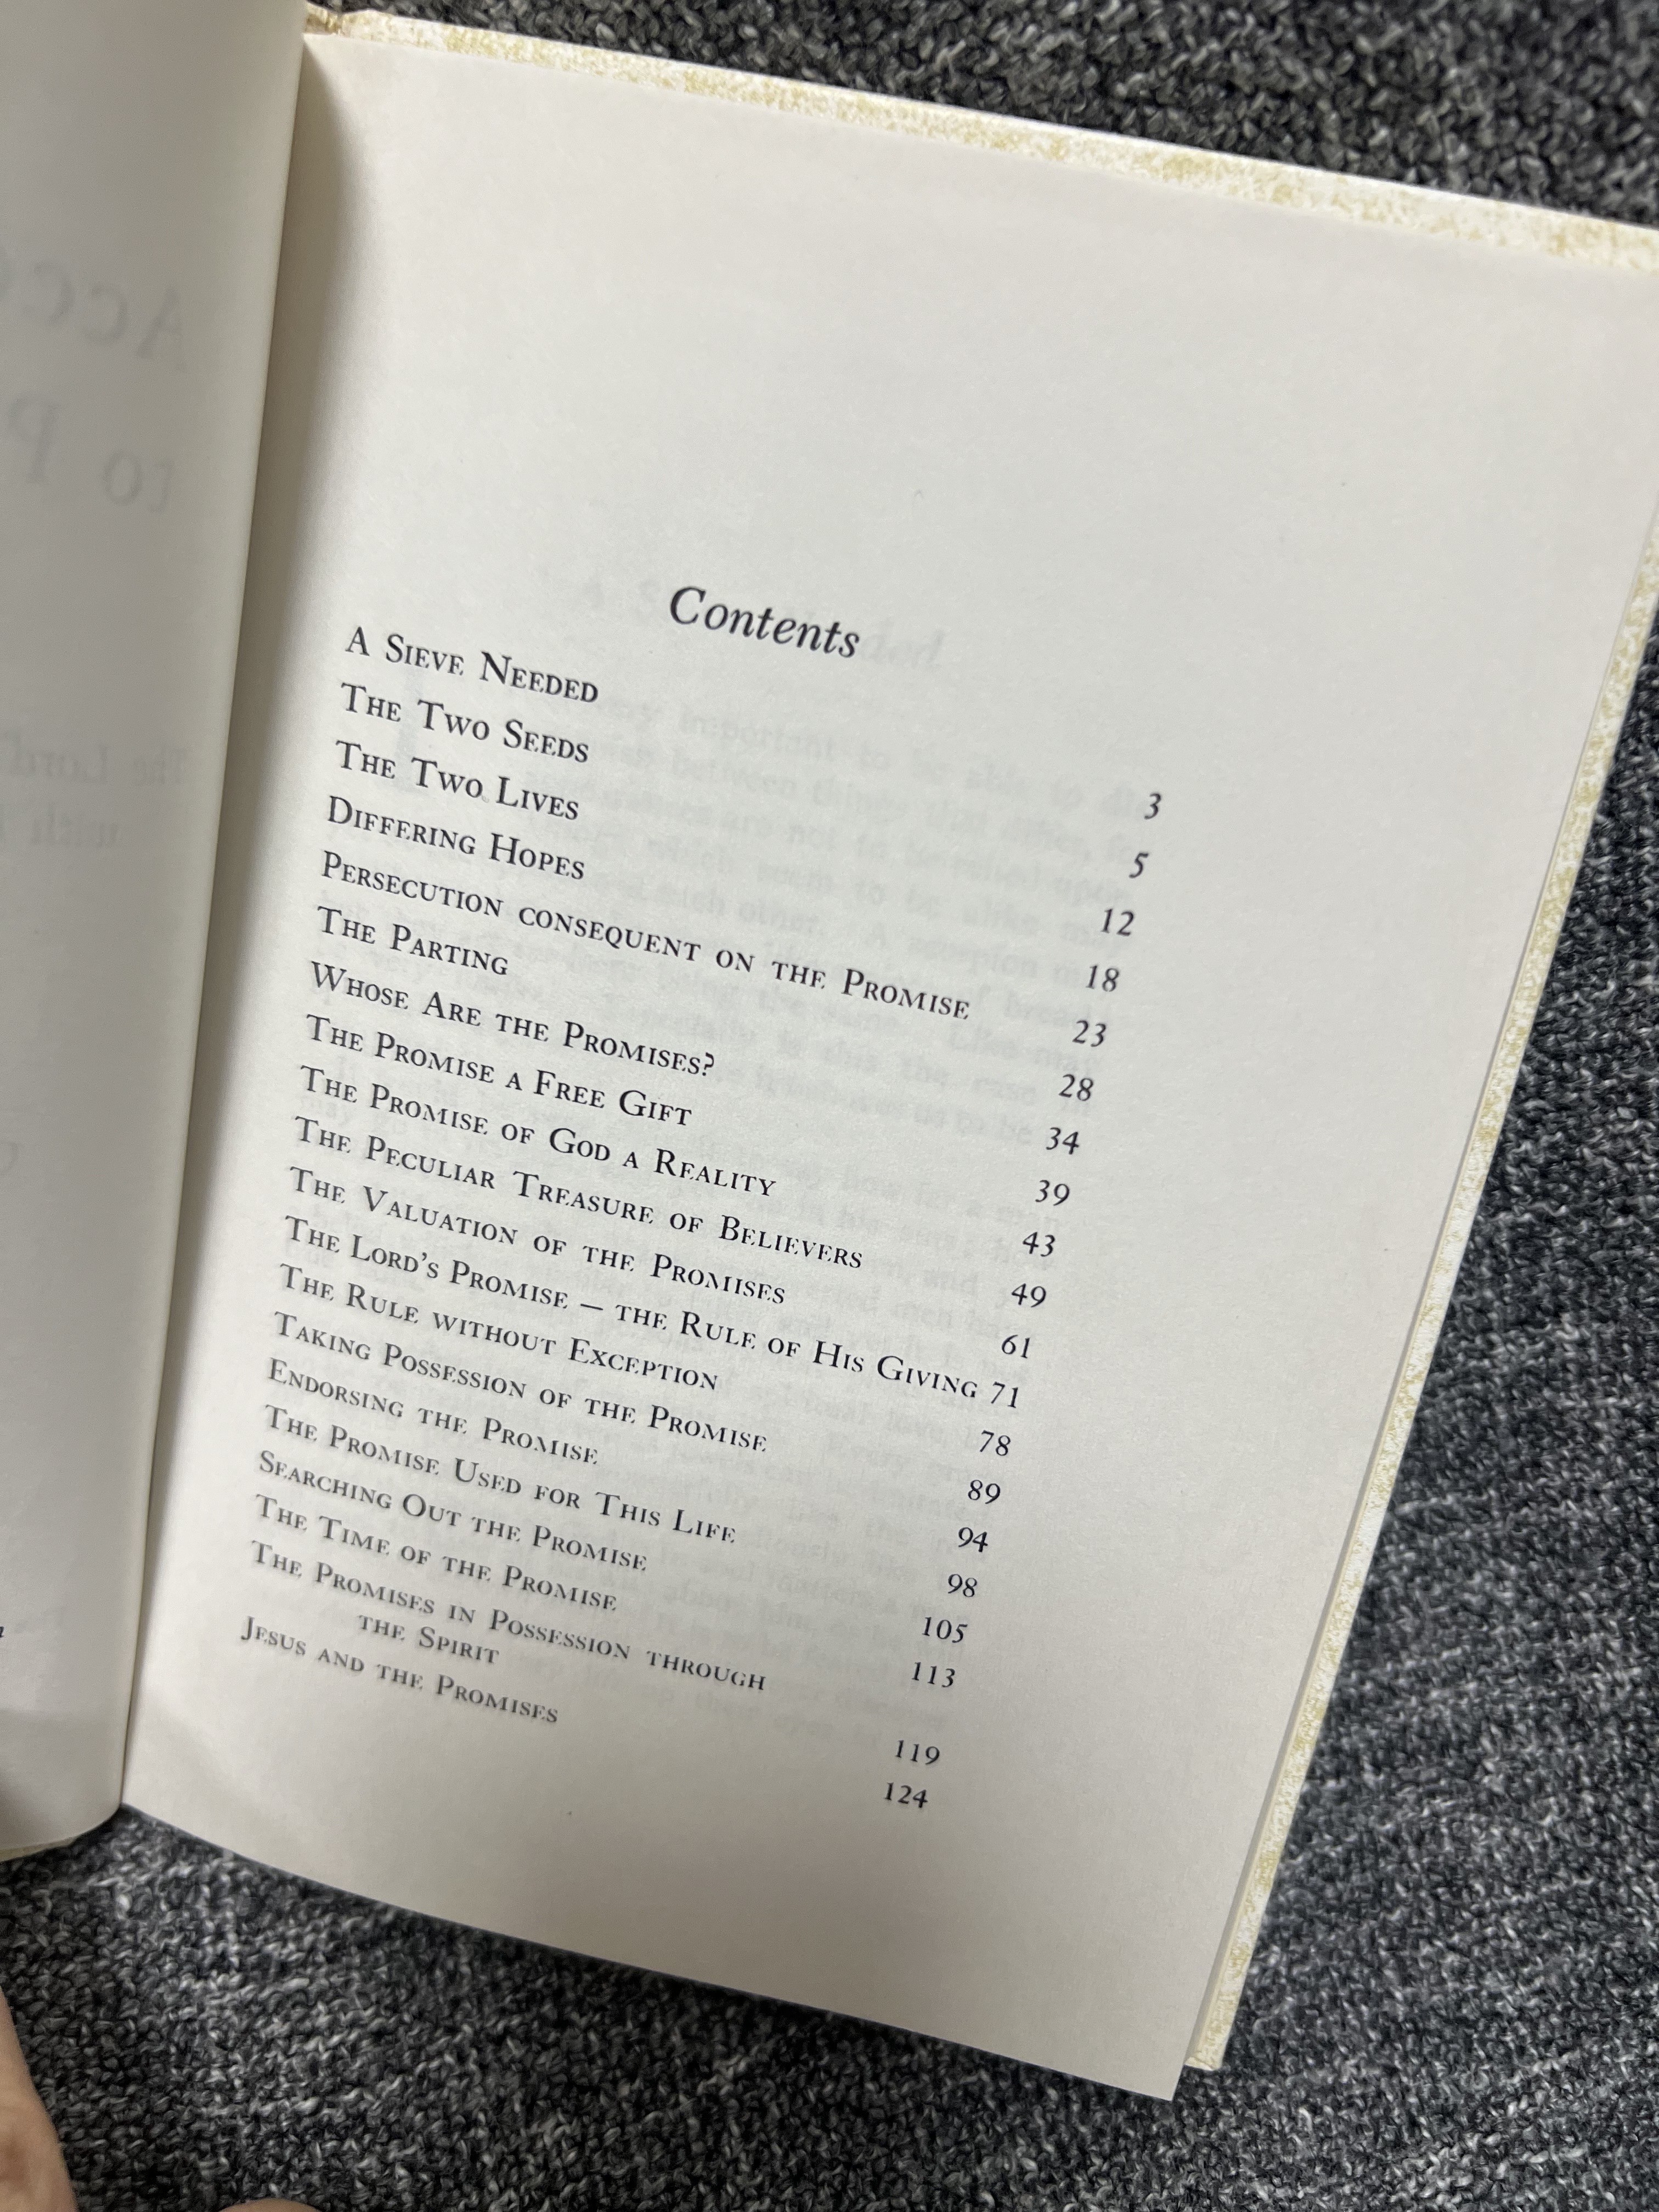 Contents
A Sieve Needed 3
The Two Seeds 5
The Two Lives 12
Differing Hopes 18
Persecution consequent on the Promise 23
The Parting 28
Whose Are the Promises? 34
The Promise a Free Gift 39
The Promise of God a Reality 43
The Peculiar Treasure of Believers 49
The Valuation of the Promises 61
The Lord's Promise – the Rule of His Giving 71
The Rule without Exception 78
Taking Possession of the Promise 89
Endorsing the Promise 94
The Promise Used for This Life 98
Searching Out the Promise 105
The Time of the Promise 113
The Promises in Possession through
the Spirit 119
Jesus and the Promises 124